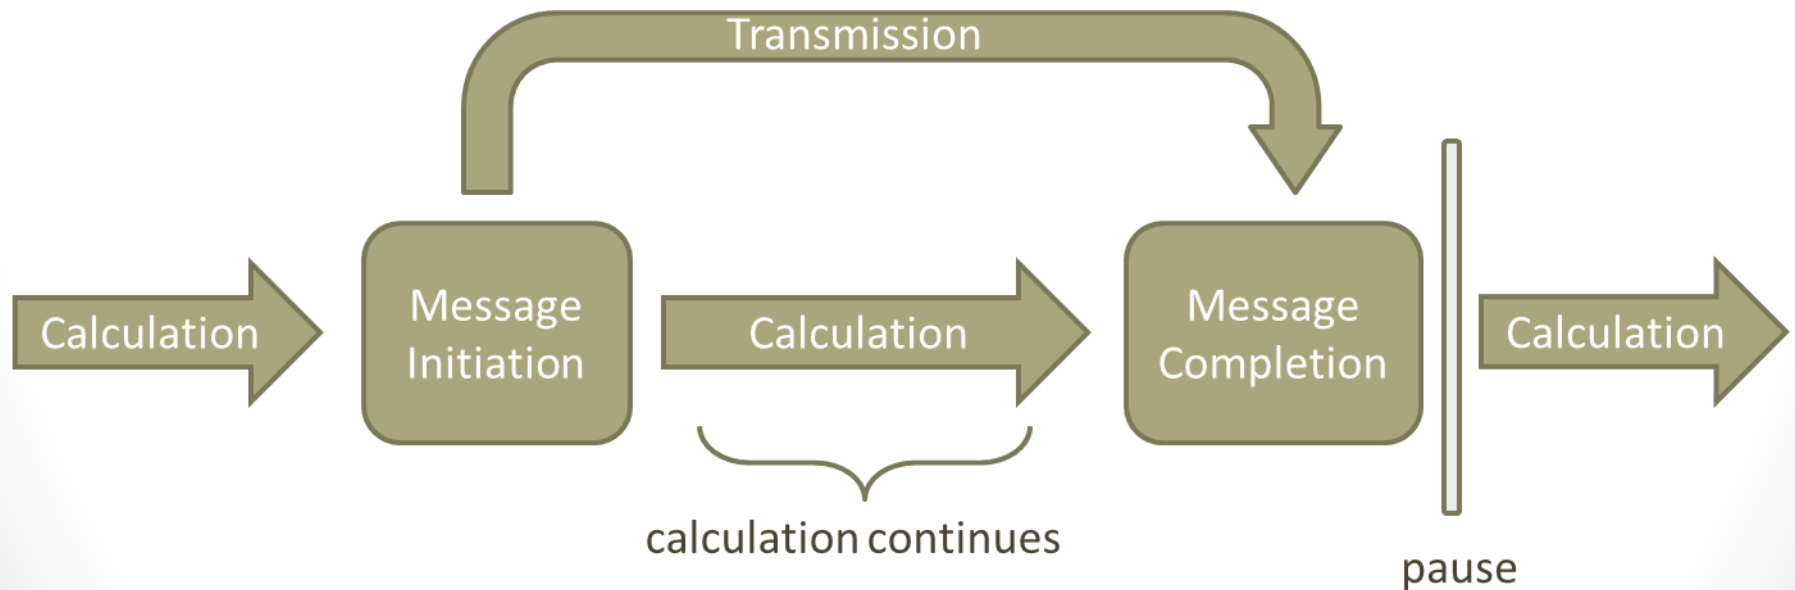 Transmission
Calculation
Message
Initiation
Calculation
Message
Completion
Calculation
calculation continues
pause